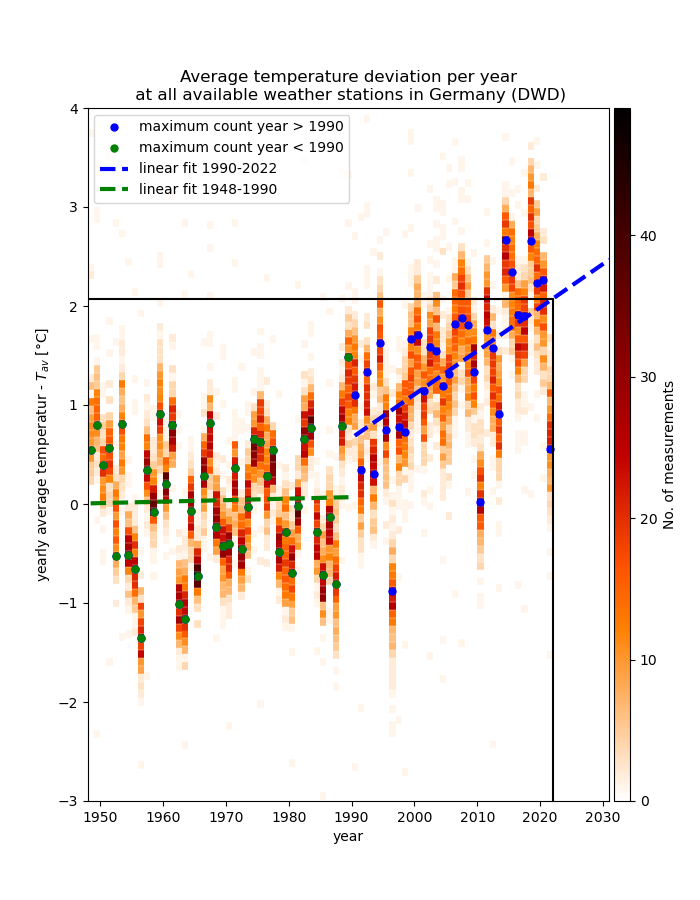 Average temperature deviation per year
at all available weather stations in Germany (DWD)
maximum count year > 1990
maximum count year < 1990
linear fit 1990-2022
linear fit 1948-1990
4
3
2
1
0
−1
−2
−3
yearly average temperatur - T_av [°C]
1950 1960 1970 1980 1990 2000 2010 2020 2030
year
40
30
20
10
0
No. of measurements